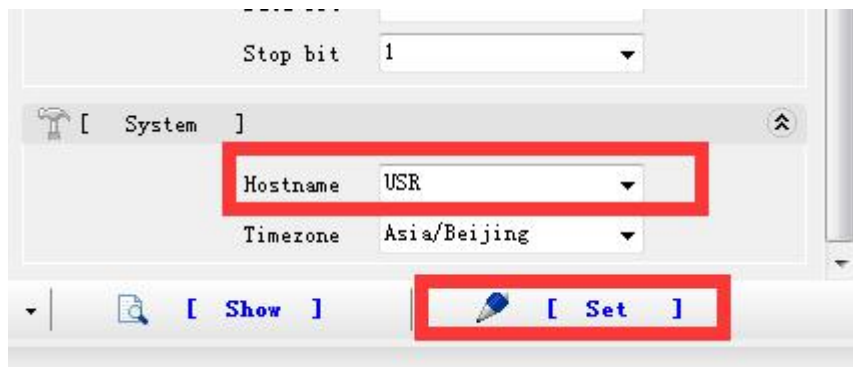 Stop bit 1
[ System ]
Hostname USR
Timezone Asia/Beijing
[ Show ] [ Set ]